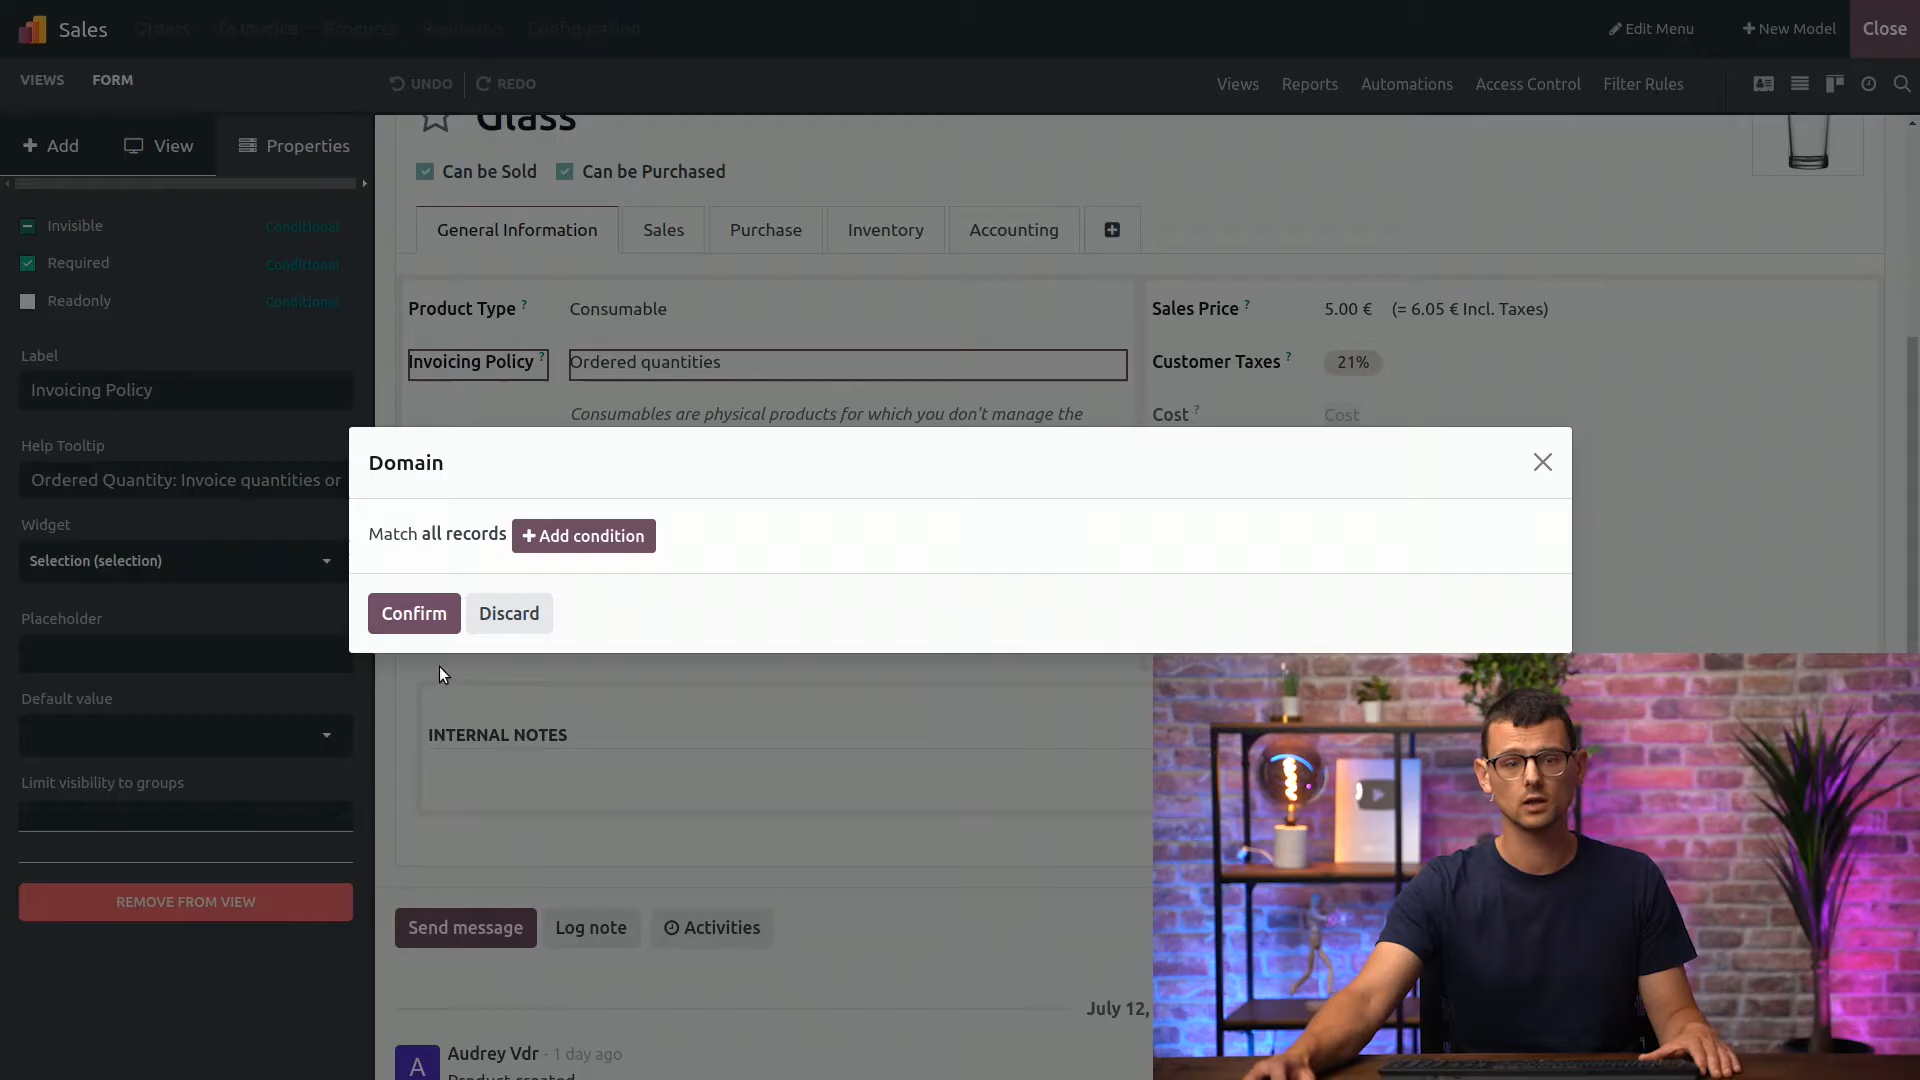 Sales Orders To Invoice Products Reporting Configuration
Edit Menu
New Model
Close
VIEWS FORM
UNDO REDO
Views Reports Automations Access Control Filter Rules
Add
View
Properties
Invisible Conditional
Required Conditional
Readonly Conditional
Label
Invoicing Policy
Help Tooltip
Ordered Quantity: Invoice quantities or
Widget
Selection (selection)
Placeholder
Default value
Limit visibility to groups
REMOVE FROM VIEW
Glass
Can be Sold Can be Purchased
General Information Sales Purchase Inventory Accounting
Product Type ? Consumable
Sales Price ? 5.00 € (= 6.05 € Incl. Taxes)
Invoicing Policy ? Ordered quantities
Customer Taxes ? 21%
Consumables are physical products for which you don't manage the
Cost ? Cost
Domain
Match all records
Add condition
Confirm Discard
INTERNAL NOTES
Send message Log note Activities
July 12,
A
Audrey Vdr - 1 day ago
Product created